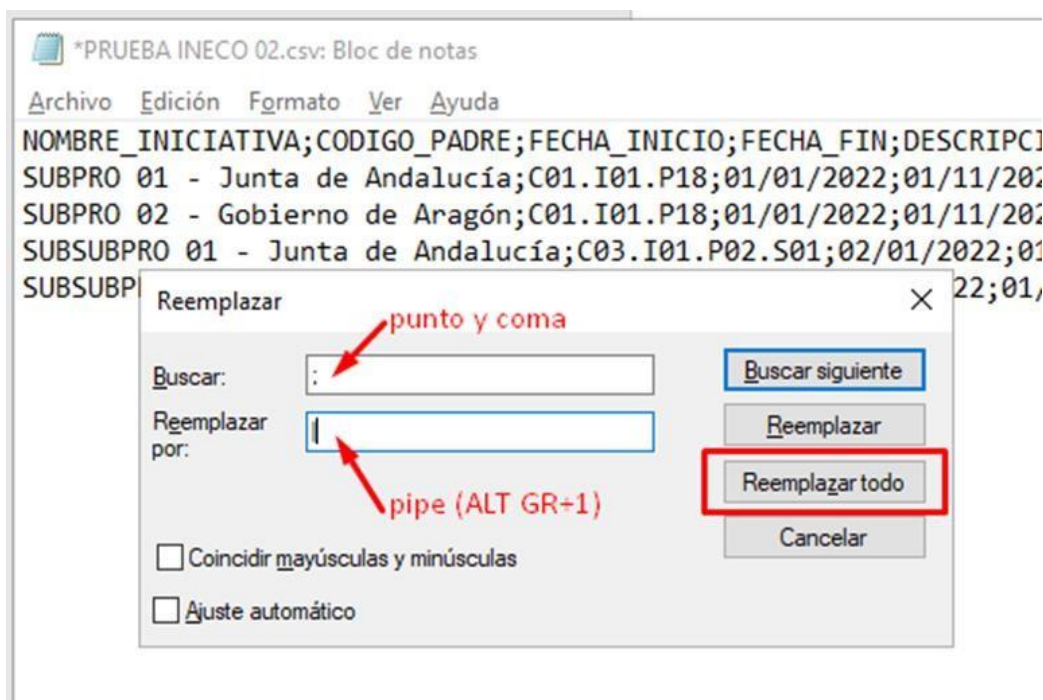 *PRUEBA INECO 02.csv: Bloc de notas
Archivo Edición Formato Ver Ayuda
NOMBRE_INICIATIVA;CODIGO_PADRE;FECHA_INICIO;FECHA_FIN;DESCRIPCI
SUBPRO 01 - Junta de Andalucía;C01.I01.P18;01/01/2022;01/11/202
SUBPRO 02 - Gobierno de Aragón;C01.I01.P18;01/01/2022;01/11/202
SUBSUBPRO 01 - Junta de Andalucía;C03.I01.P02.S01;02/01/2022;01
SUBSUBP 22;01/
Reemplazar
punto y coma
Buscar: ; Buscar siguiente
Reemplazar por: | Reemplazar
Reemplazar todo
pipe (ALT GR+1)
Cancelar
Coincidir mayúsculas y minúsculas
Ajuste automático